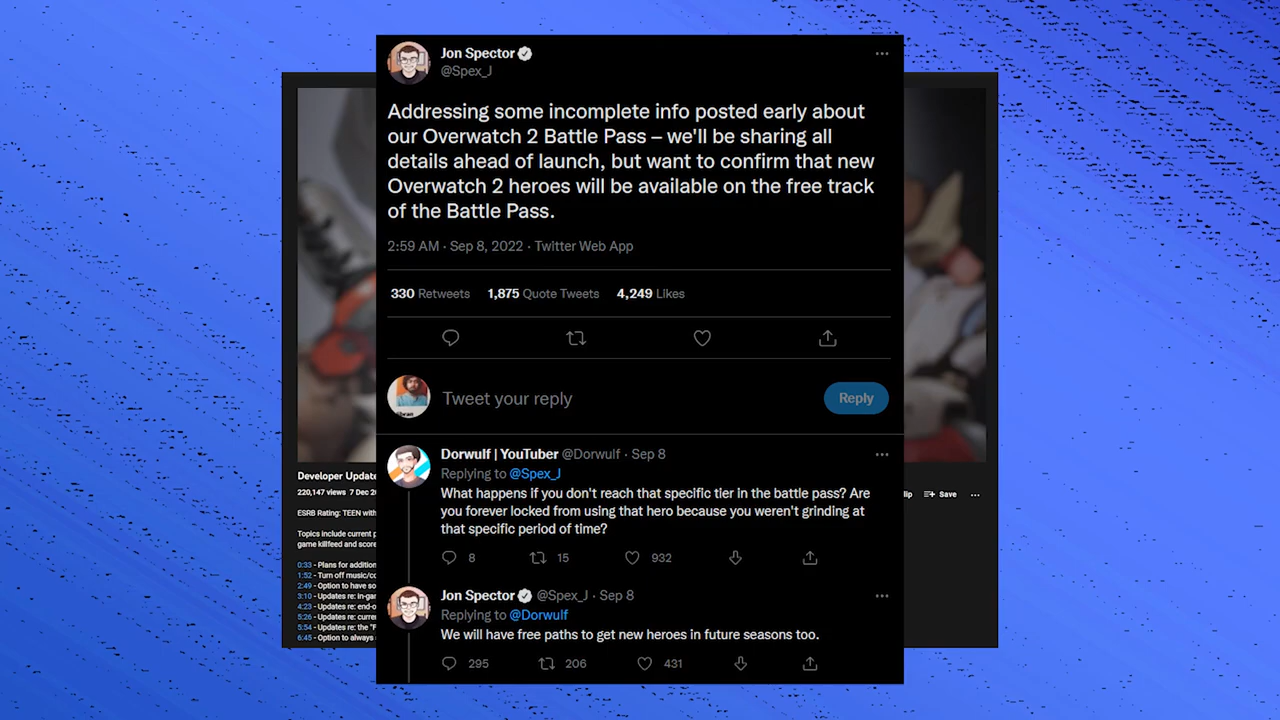 Jon Spector
@Spex_J
Addressing some incomplete info posted early about
our Overwatch 2 Battle Pass – we'll be sharing all
details ahead of launch, but want to confirm that new
Overwatch 2 heroes will be available on the free track
of the Battle Pass.
2:59 AM · Sep 8, 2022 · Twitter Web App
330 Retweets 1,875 Quote Tweets 4,249 Likes
Tweet your reply
Reply
Dorwulf | YouTuber @Dorwulf · Sep 8
Replying to @Spex_J
What happens if you don't reach that specific tier in the battle pass? Are
you forever locked from using that hero because you weren't grinding at
that specific period of time?
8 15 932
Jon Spector @Spex_J · Sep 8
Replying to @Dorwulf
We will have free paths to get new heroes in future seasons too.
295 206 431
Developer Update
220,147 views 7 Dec 2
ESRB Rating: TEEN with
Topics include current p
game killfeed and score
0:33 - Plans for addition
1:52 - Turn off music/co
2:49 - Option to have so
3:10 - Updates re: in-gam
4:23 - Updates re: end-o
5:26 - Updates re: curre
5:54 - Updates re: the "F
6:45 - Option to always
lip Save